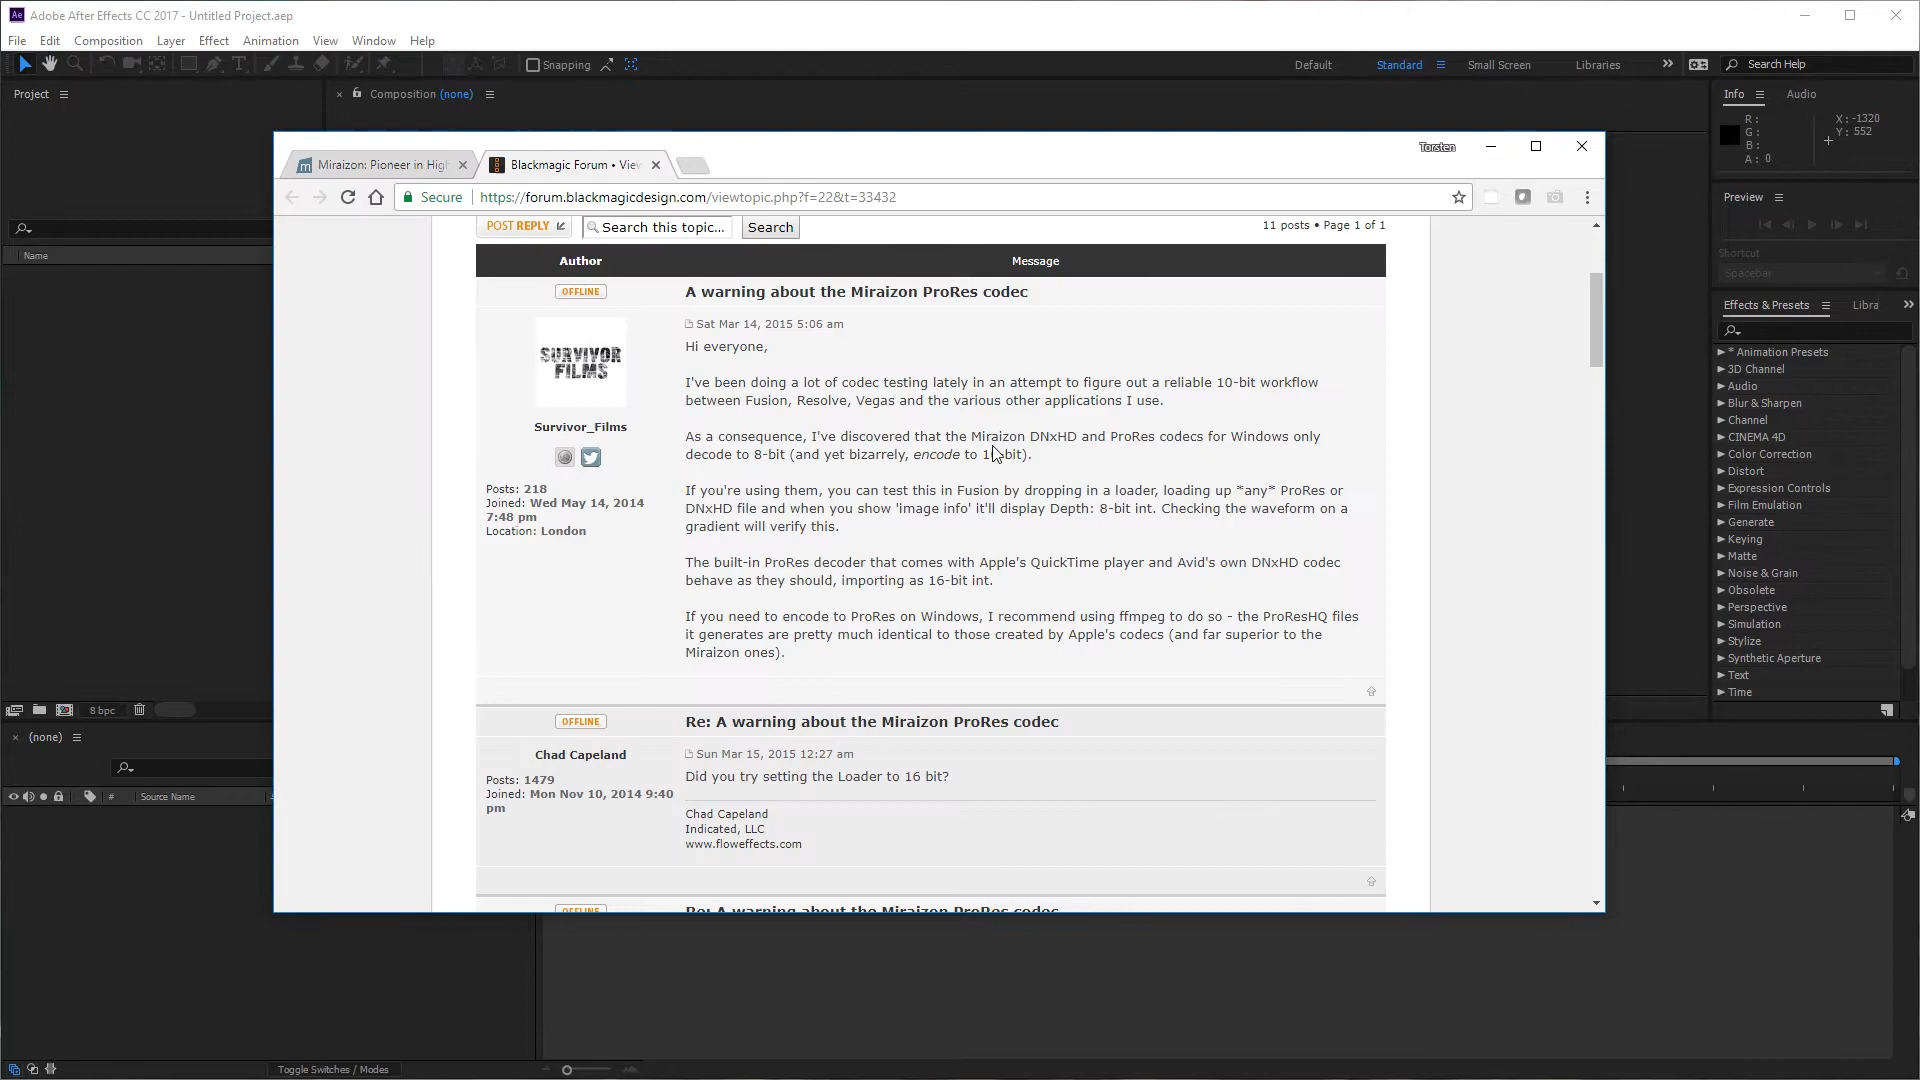 Adobe After Effects CC 2017 - Untitled Project.aep
File Edit Composition Layer Effect Animation View Window Help
Snapping
Default Standard Small Screen Libraries
Search Help
Project
Composition (none)
Info Audio
R :
G :
B :
A : 0
X : -1320
Y : 552
Preview
Shortcut
Spacebar
Effects & Presets Libra
* Animation Presets
3D Channel
Audio
Blur & Sharpen
Channel
CINEMA 4D
Color Correction
Distort
Expression Controls
Film Emulation
Generate
Keying
Matte
Noise & Grain
Obsolete
Perspective
Simulation
Stylize
Synthetic Aperture
Text
Time
Name
8 bpc
(none)
# Source Name
Toggle Switches / Modes
Torsten
Miraizon: Pioneer in High
Blackmagic Forum • View
Secure https://forum.blackmagicdesign.com/viewtopic.php?f=22&t=33432
POST REPLY
Search this topic...
Search
11 posts • Page 1 of 1
Author Message
OFFLINE
A warning about the Miraizon ProRes codec
SURVIVOR
FILMS
Survivor_Films
Posts: 218
Joined: Wed May 14, 2014
7:48 pm
Location: London
Sat Mar 14, 2015 5:06 am
Hi everyone,
I've been doing a lot of codec testing lately in an attempt to figure out a reliable 10-bit workflow
between Fusion, Resolve, Vegas and the various other applications I use.
As a consequence, I've discovered that the Miraizon DNxHD and ProRes codecs for Windows only
decode to 8-bit (and yet bizarrely, encode to 10-bit).
If you're using them, you can test this in Fusion by dropping in a loader, loading up *any* ProRes or
DNxHD file and when you show 'image info' it'll display Depth: 8-bit int. Checking the waveform on a
gradient will verify this.
The built-in ProRes decoder that comes with Apple's QuickTime player and Avid's own DNxHD codec
behave as they should, importing as 16-bit int.
If you need to encode to ProRes on Windows, I recommend using ffmpeg to do so - the ProResHQ files
it generates are pretty much identical to those created by Apple's codecs (and far superior to the
Miraizon ones).
OFFLINE
Re: A warning about the Miraizon ProRes codec
Chad Capeland
Posts: 1479
Joined: Mon Nov 10, 2014 9:40
pm
Sun Mar 15, 2015 12:27 am
Did you try setting the Loader to 16 bit?
Chad Capeland
Indicated, LLC
www.floweffects.com
OFFLINE
Re: A warning about the Miraizon ProRes codec